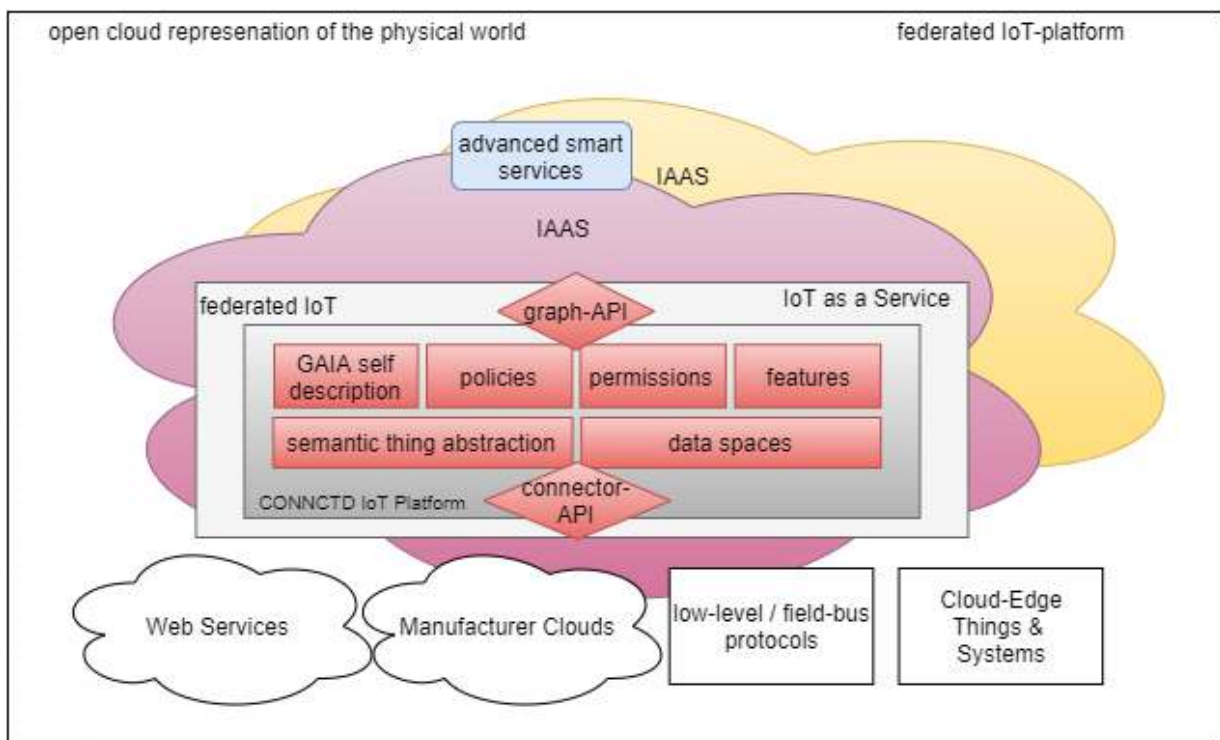 open cloud represenation of the physical world
federated IoT-platform
advanced smart
services
IAAS
IAAS
federated IoT
graph-API
IoT as a Service
GAIA self
description
policies
permissions
features
semantic thing abstraction
data spaces
CONNCTD IoT Platform
connector-
API
Web Services
Manufacturer Clouds
low-level / field-bus
protocols
Cloud-Edge
Things &
Systems